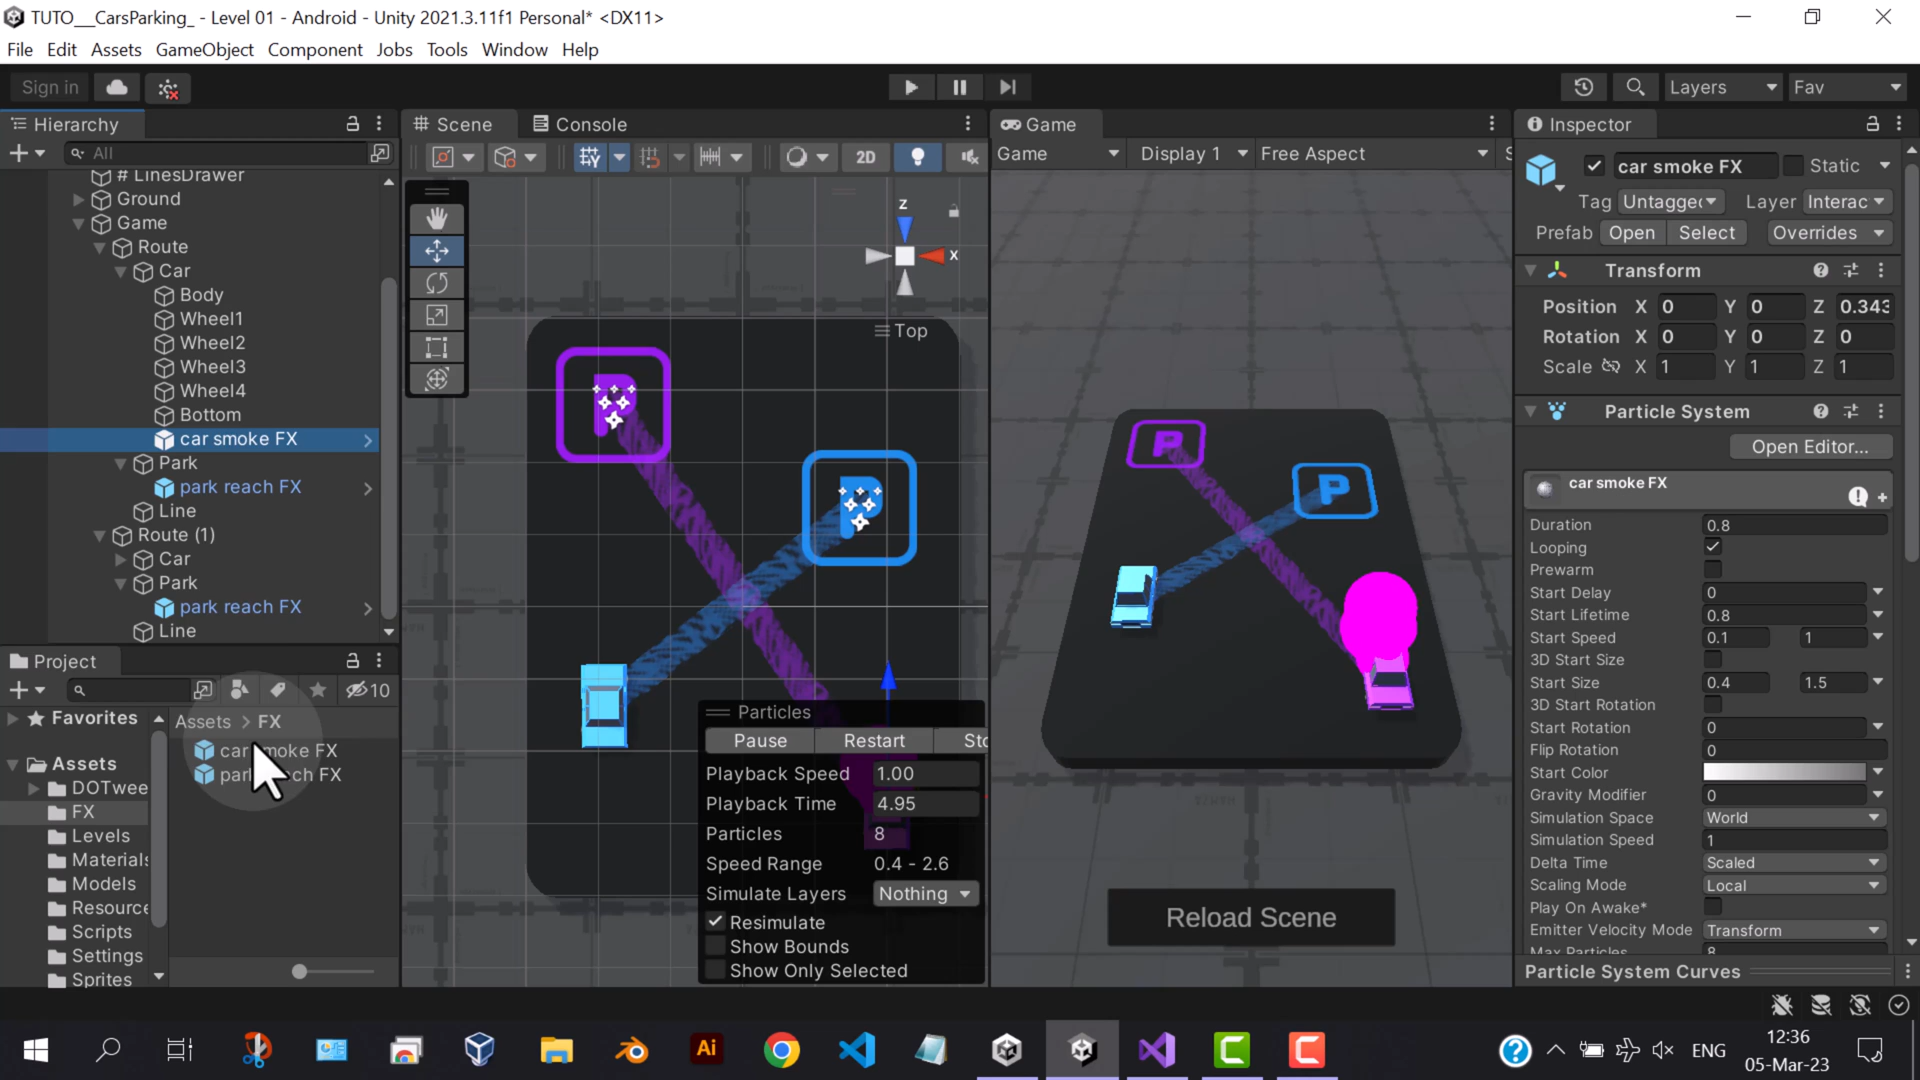 TUTO__CarsParking_ - Level 01 - Android - Unity 2021.3.11f1 Personal* <DX11>
File Edit Assets GameObject Component Jobs Tools Window Help
Sign in
Layers
Fav
Hierarchy
All
# LinesDrawer
Ground
Game
Route
Car
Body
Wheel1
Wheel2
Wheel3
Wheel4
Bottom
car smoke FX
Park
park reach FX
Line
Route (1)
Car
Park
park reach FX
Line
Project
10
Favorites
Assets
DOTwee
FX
Levels
Materials
Models
Resource
Scripts
Settings
Sprites
Assets > FX
Scene
Console
2D
z
x
Top
P
P
Particles
Pause Restart Sto
Playback Speed 1.00
Playback Time 4.95
Particles 8
Speed Range 0.4 - 2.6
Simulate Layers Nothing
Resimulate
Show Bounds
Show Only Selected
Game
Game Display 1 Free Aspect S
P
P
Reload Scene
Inspector
car smoke FX Static
Tag Untagge Layer Interac
Prefab Open Select Overrides
Transform
Position X 0 Y 0 Z 0.343
Rotation X 0 Y 0 Z 0
Scale X 1 Y 1 Z 1
Particle System
Open Editor...
car smoke FX
Duration 0.8
Looping
Prewarm
Start Delay 0
Start Lifetime 0.8
Start Speed 0.1 1
3D Start Size
Start Size 0.4 1.5
3D Start Rotation
Start Rotation 0
Flip Rotation 0
Start Color
Gravity Modifier 0
Simulation Space World
Simulation Speed 1
Delta Time Scaled
Scaling Mode Local
Play On Awake*
Emitter Velocity Mode Transform
Max Particles 8
Particle System Curves
Ai
ENG
12:36
05-Mar-23